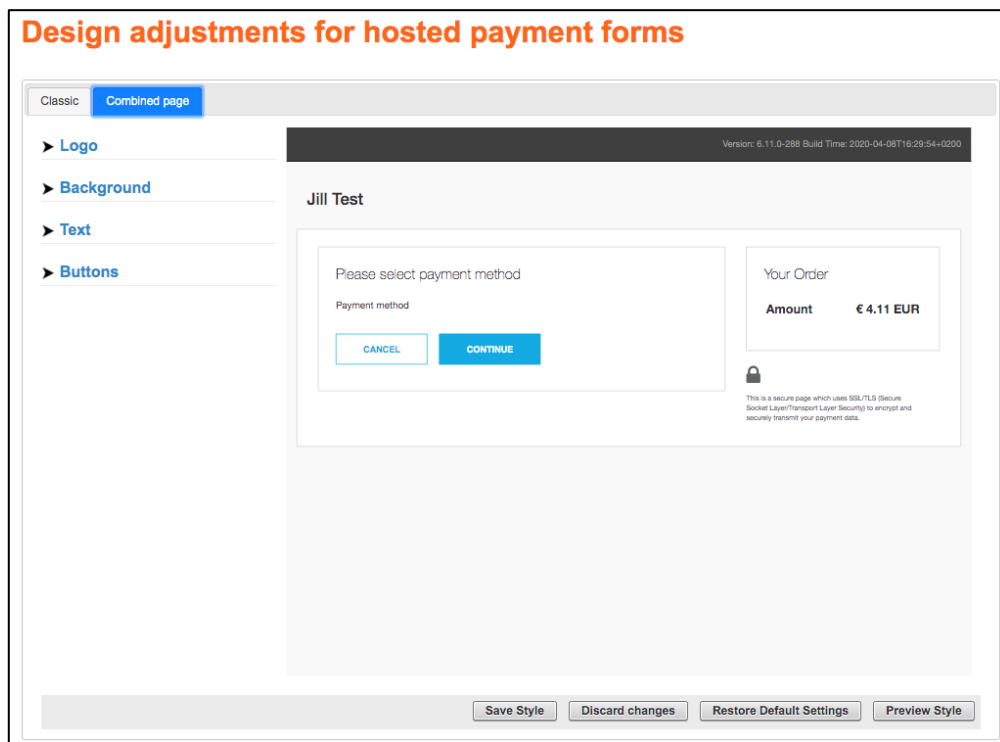 Design adjustments for hosted payment forms
Classic
Combined page
Logo
Background
Text
Buttons
Version: 6.11.0-288 Build Time: 2020-04-08T16:29:54+0200
Jill Test
Please select payment method
Payment method
CANCEL
CONTINUE
Your Order
Amount € 4.11 EUR
This is a secure page which uses SSL/TLS (Secure
Socket Layer/Transport Layer Security) to encrypt and
securely transmit your payment data.
Save Style
Discard changes
Restore Default Settings
Preview Style